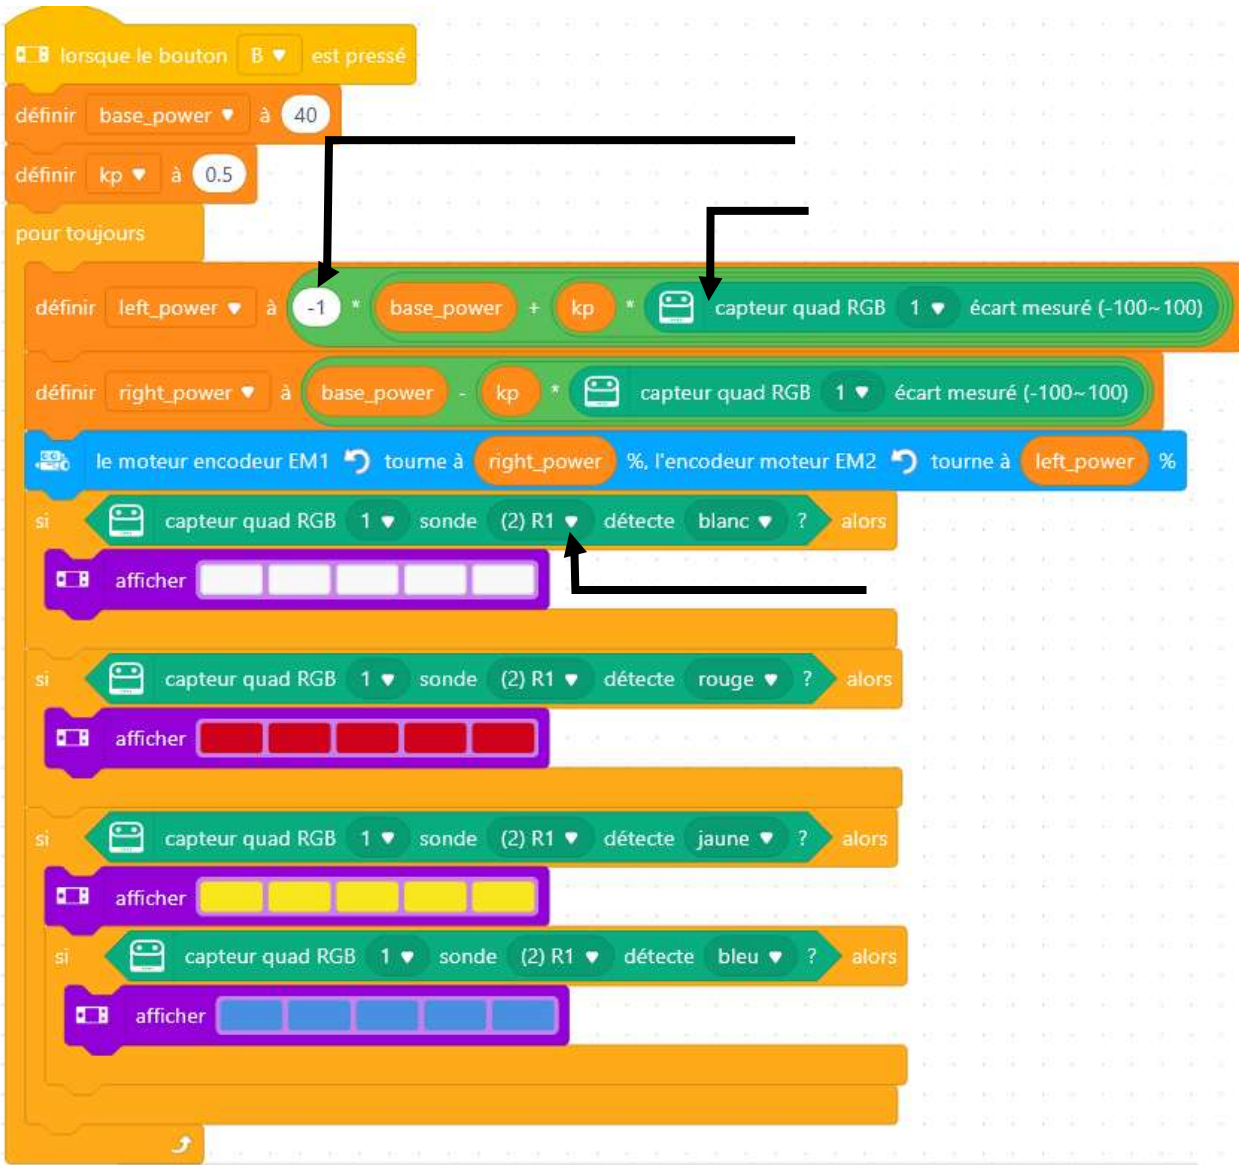 lorsque le bouton B est pressé
définir base_power à 40
définir kp à 0.5
pour toujours
définir left_power à -1 * base_power + kp * capteur quad RGB 1 écart mesuré (-100~100)
définir right_power à base_power - kp * capteur quad RGB 1 écart mesuré (-100~100)
le moteur encodeur EM1 tourne à right_power %, l'encodeur moteur EM2 tourne à left_power %
si capteur quad RGB 1 sonde (2) R1 détecte blanc ? alors
afficher
si capteur quad RGB 1 sonde (2) R1 détecte rouge ? alors
afficher
si capteur quad RGB 1 sonde (2) R1 détecte jaune ? alors
afficher
si capteur quad RGB 1 sonde (2) R1 détecte bleu ? alors
afficher